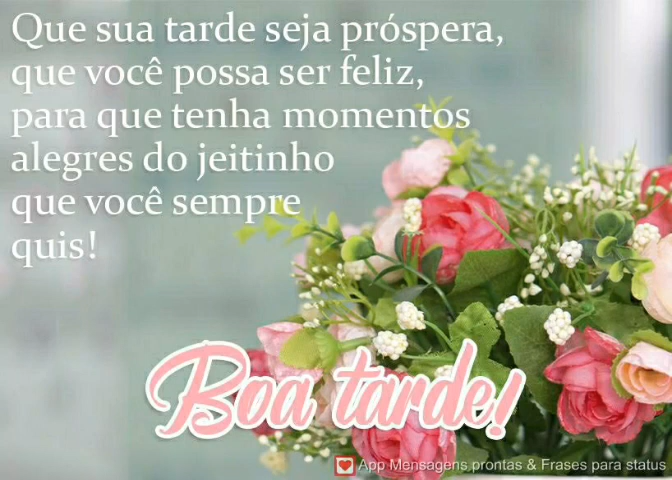 Que sua tarde seja próspera,
que você possa ser feliz,
para que tenha momentos
alegres do jeitinho
que você sempre
quis!
Boa tarde!
App Mensagens prontas & Frases para status